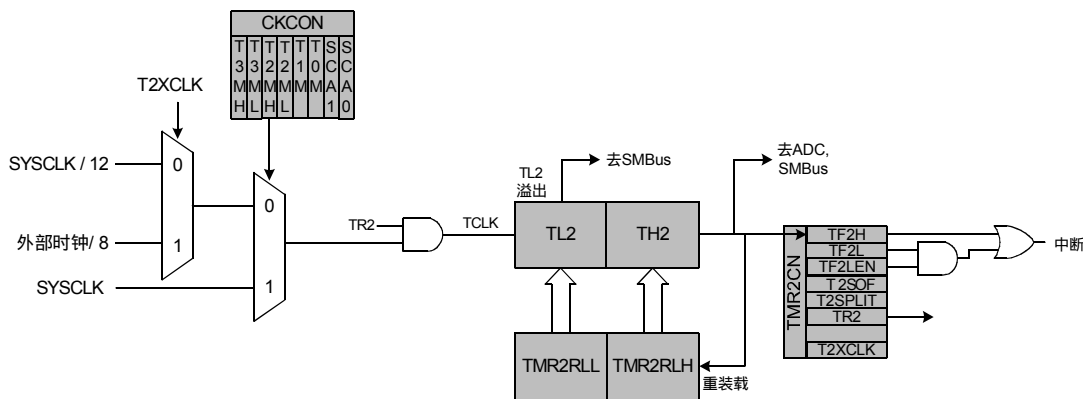 CKCON
T3MH
T3ML
T2MH
T2ML
T1M
T0M
SCA1
SCA0
T2XCLK
SYSCLK / 12
0
外部时钟/ 8
1
SYSCLK
0
1
TR2
TCLK
TL2
溢出
去SMBus
去ADC,
SMBus
TL2
TH2
TMR2RLL
TMR2RLH
重装载
TMR2CN
TF2H
TF2L
TF2LEN
T2SOF
T2SPLIT
TR2
T2XCLK
中断